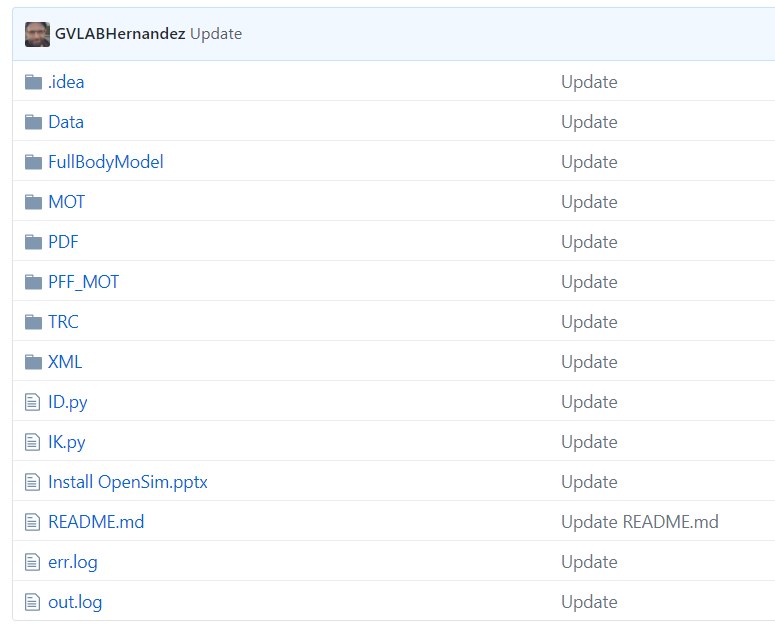 GVLABHernandez Update
.idea Update
Data Update
FullBodyModel Update
MOT Update
PDF Update
PFF_MOT Update
TRC Update
XML Update
ID.py Update
IK.py Update
Install OpenSim.pptx Update
README.md Update README.md
err.log Update
out.log Update